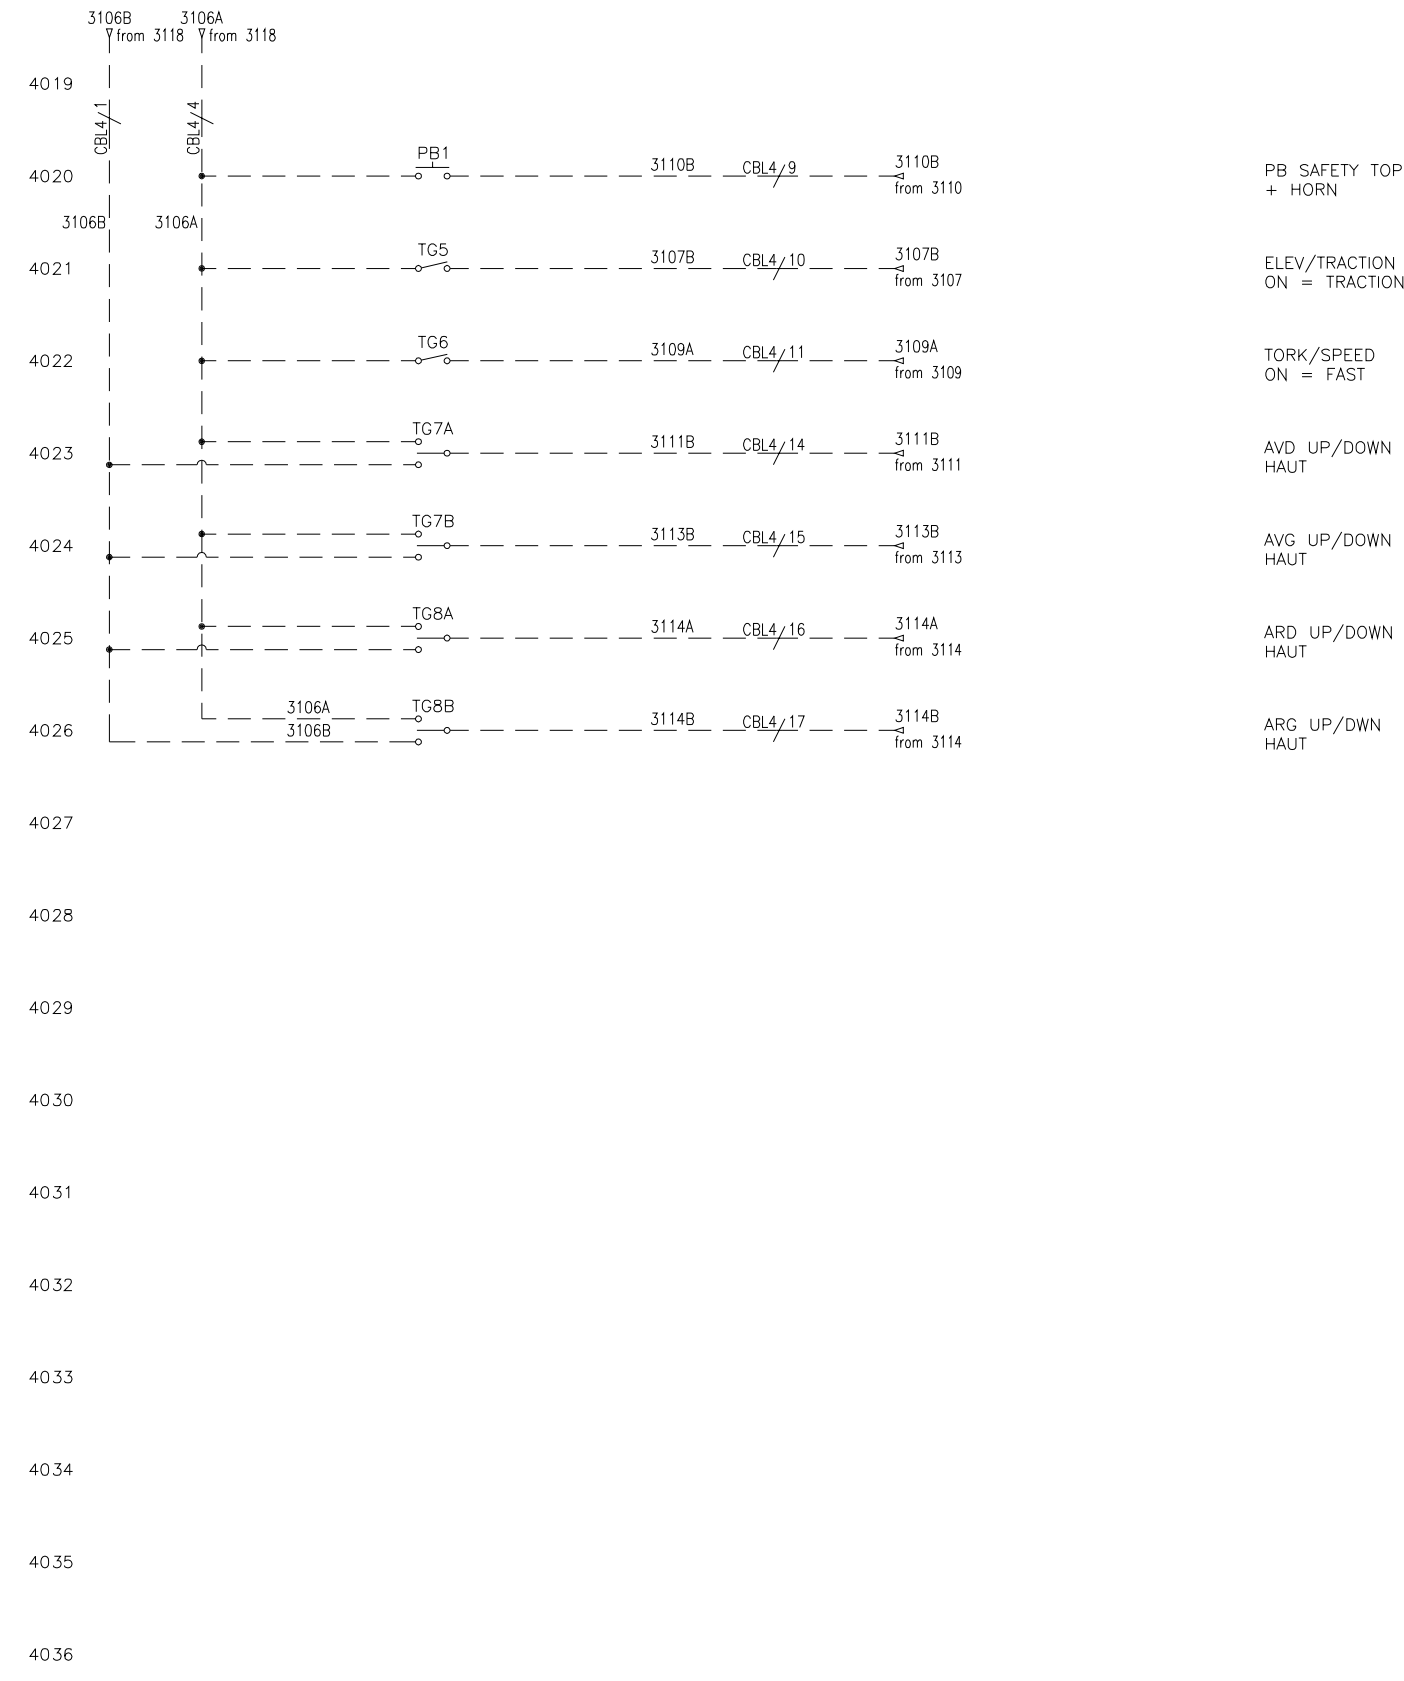 3106B
from 3118
3106A
from 3118
4019
CBL4/1
CBL4/4
4020
PB1
3110B
CBL4/9
3110B
from 3110
PB SAFETY TOP
+ HORN
3106B
3106A
4021
TG5
3107B
CBL4/10
3107B
from 3107
ELEV/TRACTION
ON = TRACTION
4022
TG6
3109A
CBL4/11
3109A
from 3109
TORK/SPEED
ON = FAST
4023
TG7A
3111B
CBL4/14
3111B
from 3111
AVD UP/DOWN
HAUT
4024
TG7B
3113B
CBL4/15
3113B
from 3113
AVG UP/DOWN
HAUT
4025
TG8A
3114A
CBL4/16
3114A
from 3114
ARD UP/DOWN
HAUT
4026
3106A
3106B
TG8B
3114B
CBL4/17
3114B
from 3114
ARG UP/DWN
HAUT
4027
4028
4029
4030
4031
4032
4033
4034
4035
4036